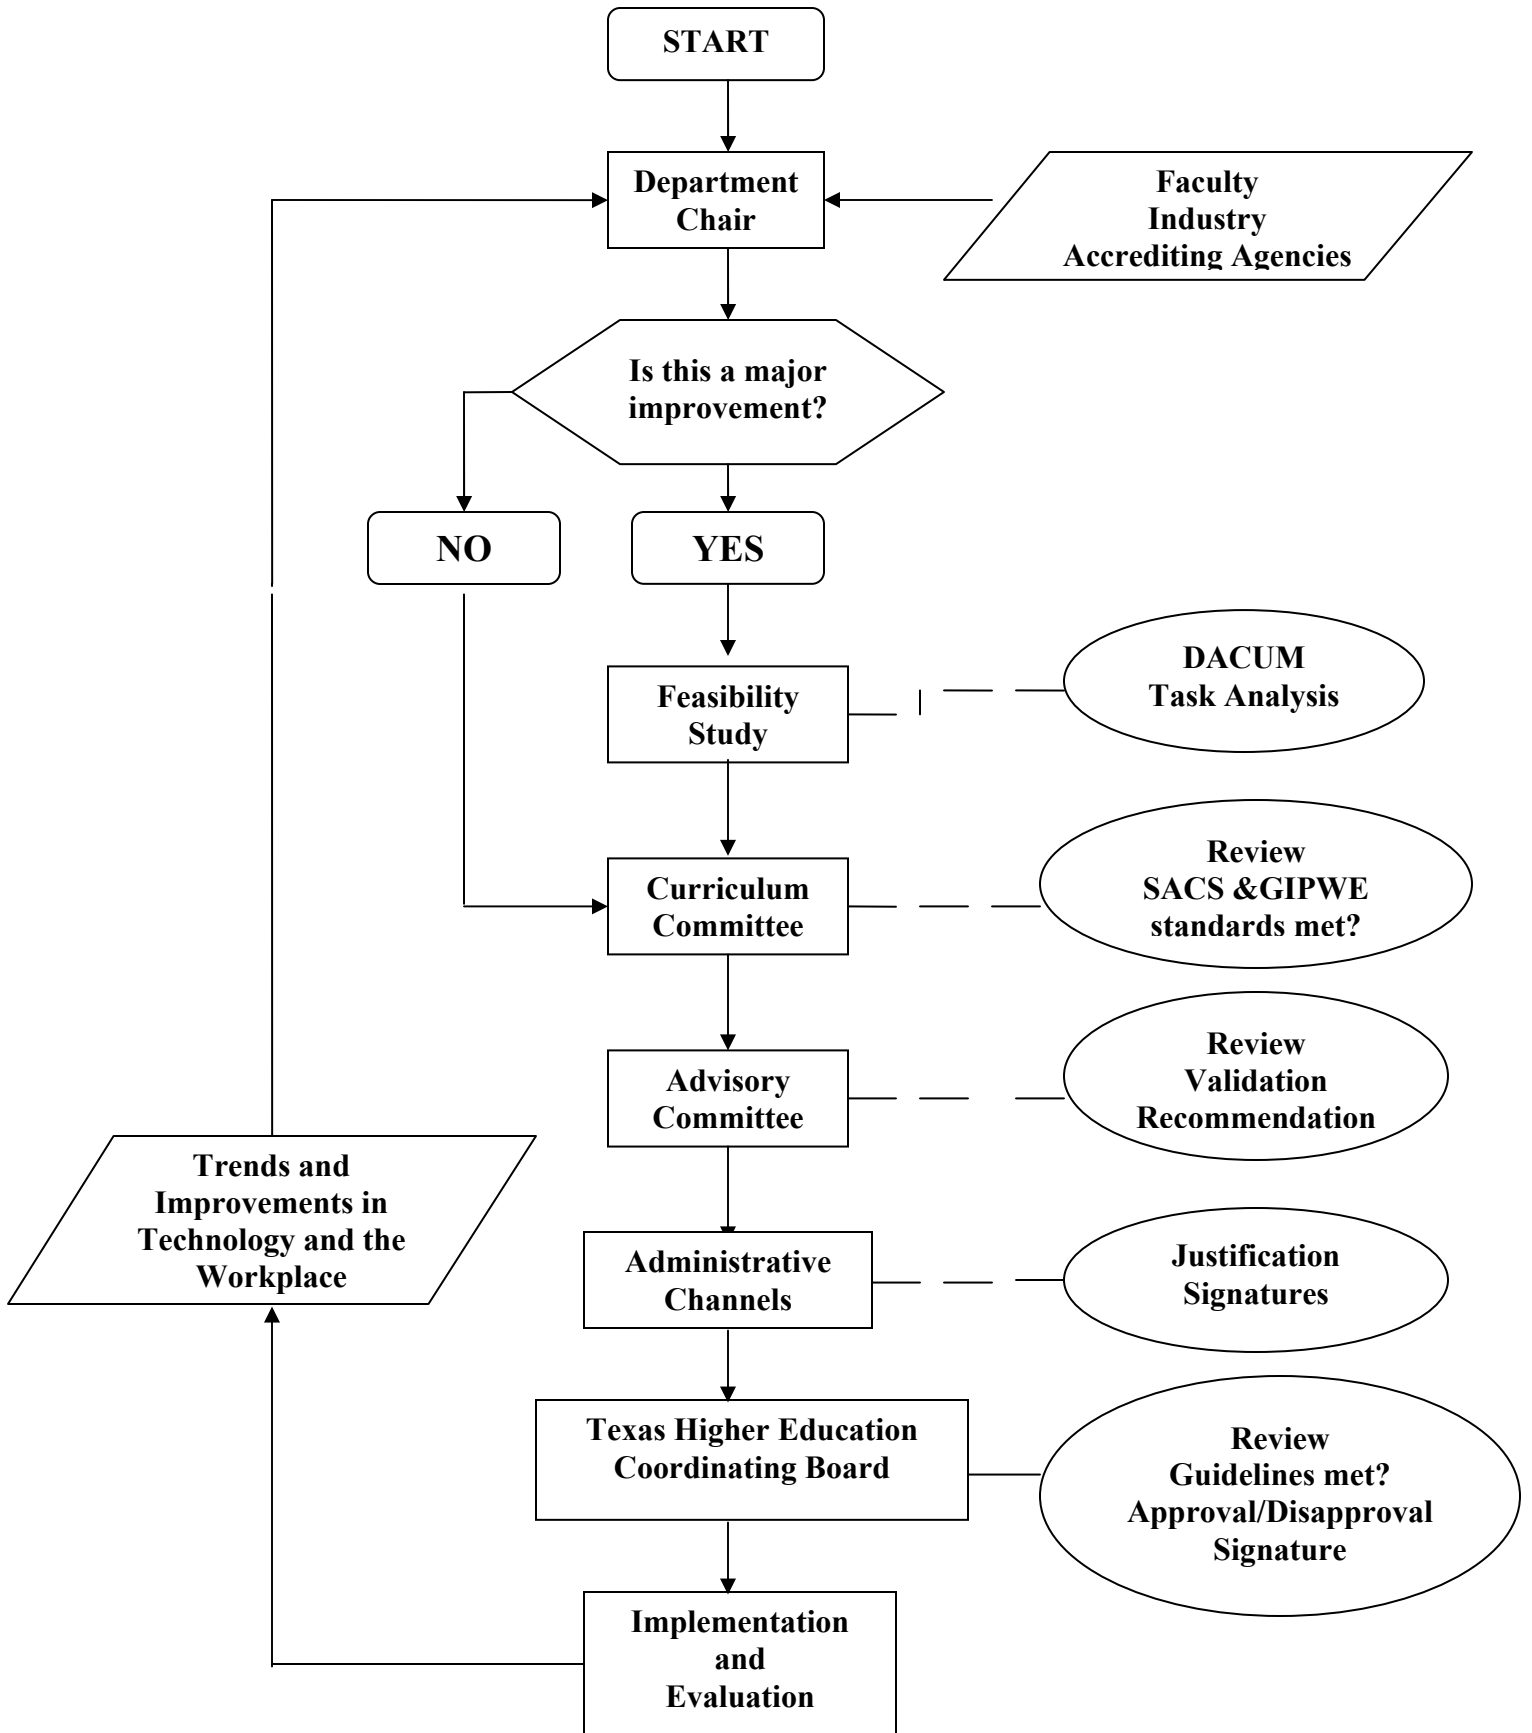 START
Department
Chair
Faculty
Industry
Accrediting Agencies
Is this a major
improvement?
NO
YES
Feasibility
Study
DACUM
Task Analysis
Curriculum
Committee
Review
SACS &GIPWE
standards met?
Advisory
Committee
Review
Validation
Recommendation
Trends and
Improvements in
Technology and the
Workplace
Administrative
Channels
Justification
Signatures
Texas Higher Education
Coordinating Board
Review
Guidelines met?
Approval/Disapproval
Signature
Implementation
and
Evaluation